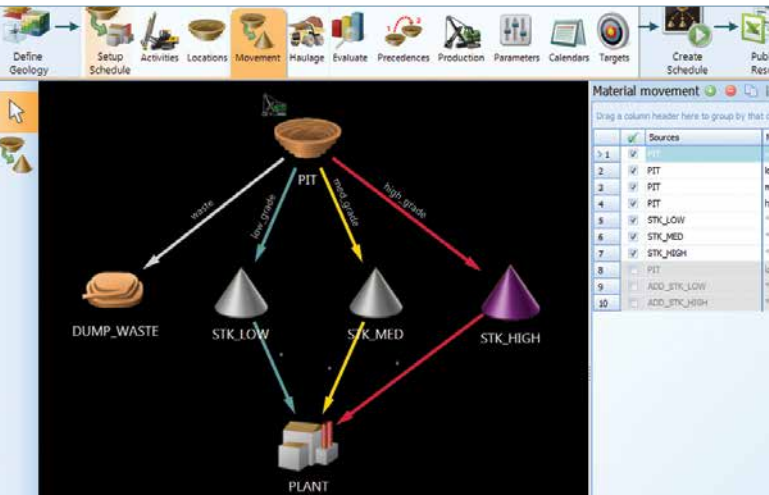 Define
Geology
Setup
Schedule
Activities
Locations
Movement
Haulage
Evaluate
Precedences
Production
Parameters
Calendars
Targets
Create
Schedule
Material movement
Drag a column header here to group by that
Sources
> 1 PIT
2 PIT
3 PIT
4 PIT
5 STK_LOW
6 STK_MED
7 STK_HIGH
8 PIT
9 ADD_STK_LOW
10 ADD_STK_HIGH
PIT
waste
low_grade
med_grade
high_grade
DUMP_WASTE
STK_LOW
STK_MED
STK_HIGH
PLANT